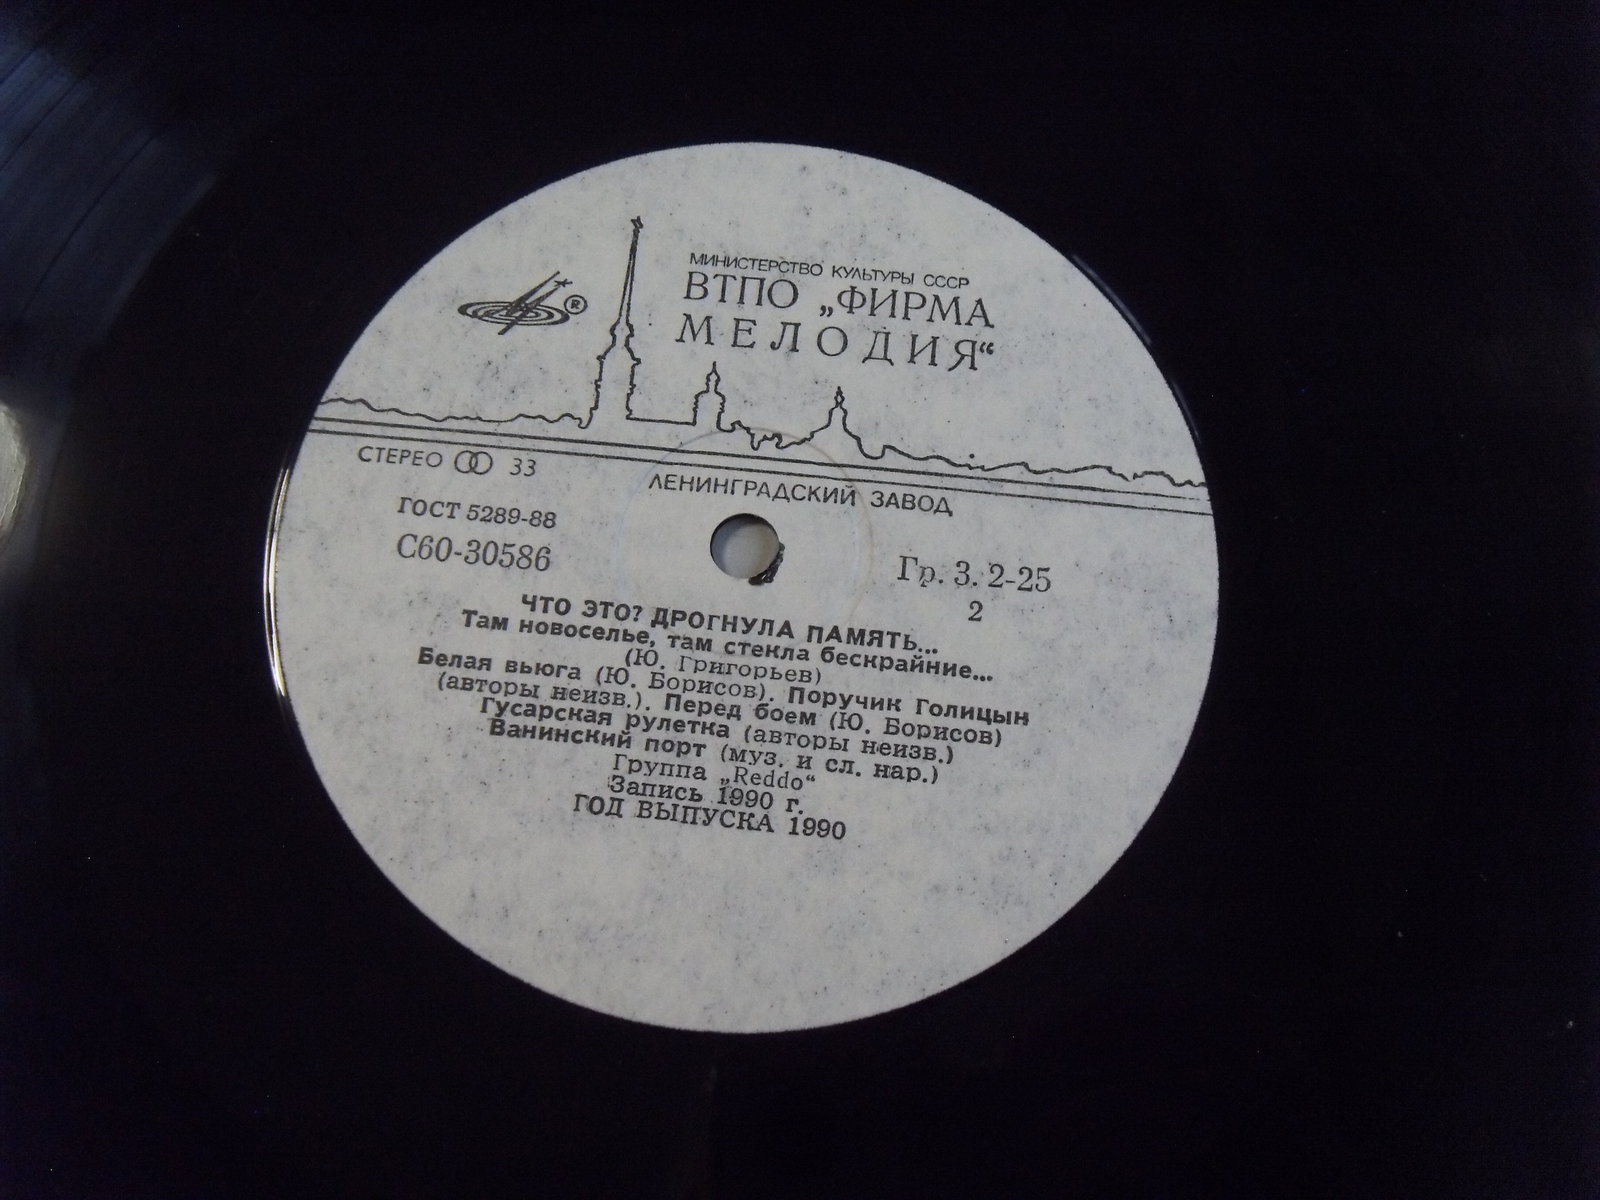 МИНИСТЕРСТВО КУЛЬТУРЫ СССР
ВТПО „ФИРМА
МЕЛОДИЯ“
®
СТЕРЕО 33
ЛЕНИНГРАДСКИЙ ЗАВОД
ГОСТ 5289-88
С60-30586
Гр. 3. 2-25
2
ЧТО ЭТО? ДРОГНУЛА ПАМЯТЬ...
Там новоселье, там стекла бескрайние...
(Ю. Григорьев)
Белая вьюга (Ю. Борисов). Поручик Голицын
(авторы неизв.). Перед боем (Ю. Борисов)
Гусарская рулетка (авторы неизв.)
Ванинский порт (муз. и сл. нар.)
Группа „Reddo“
Запись 1990 г.
ГОД ВЫПУСКА 1990